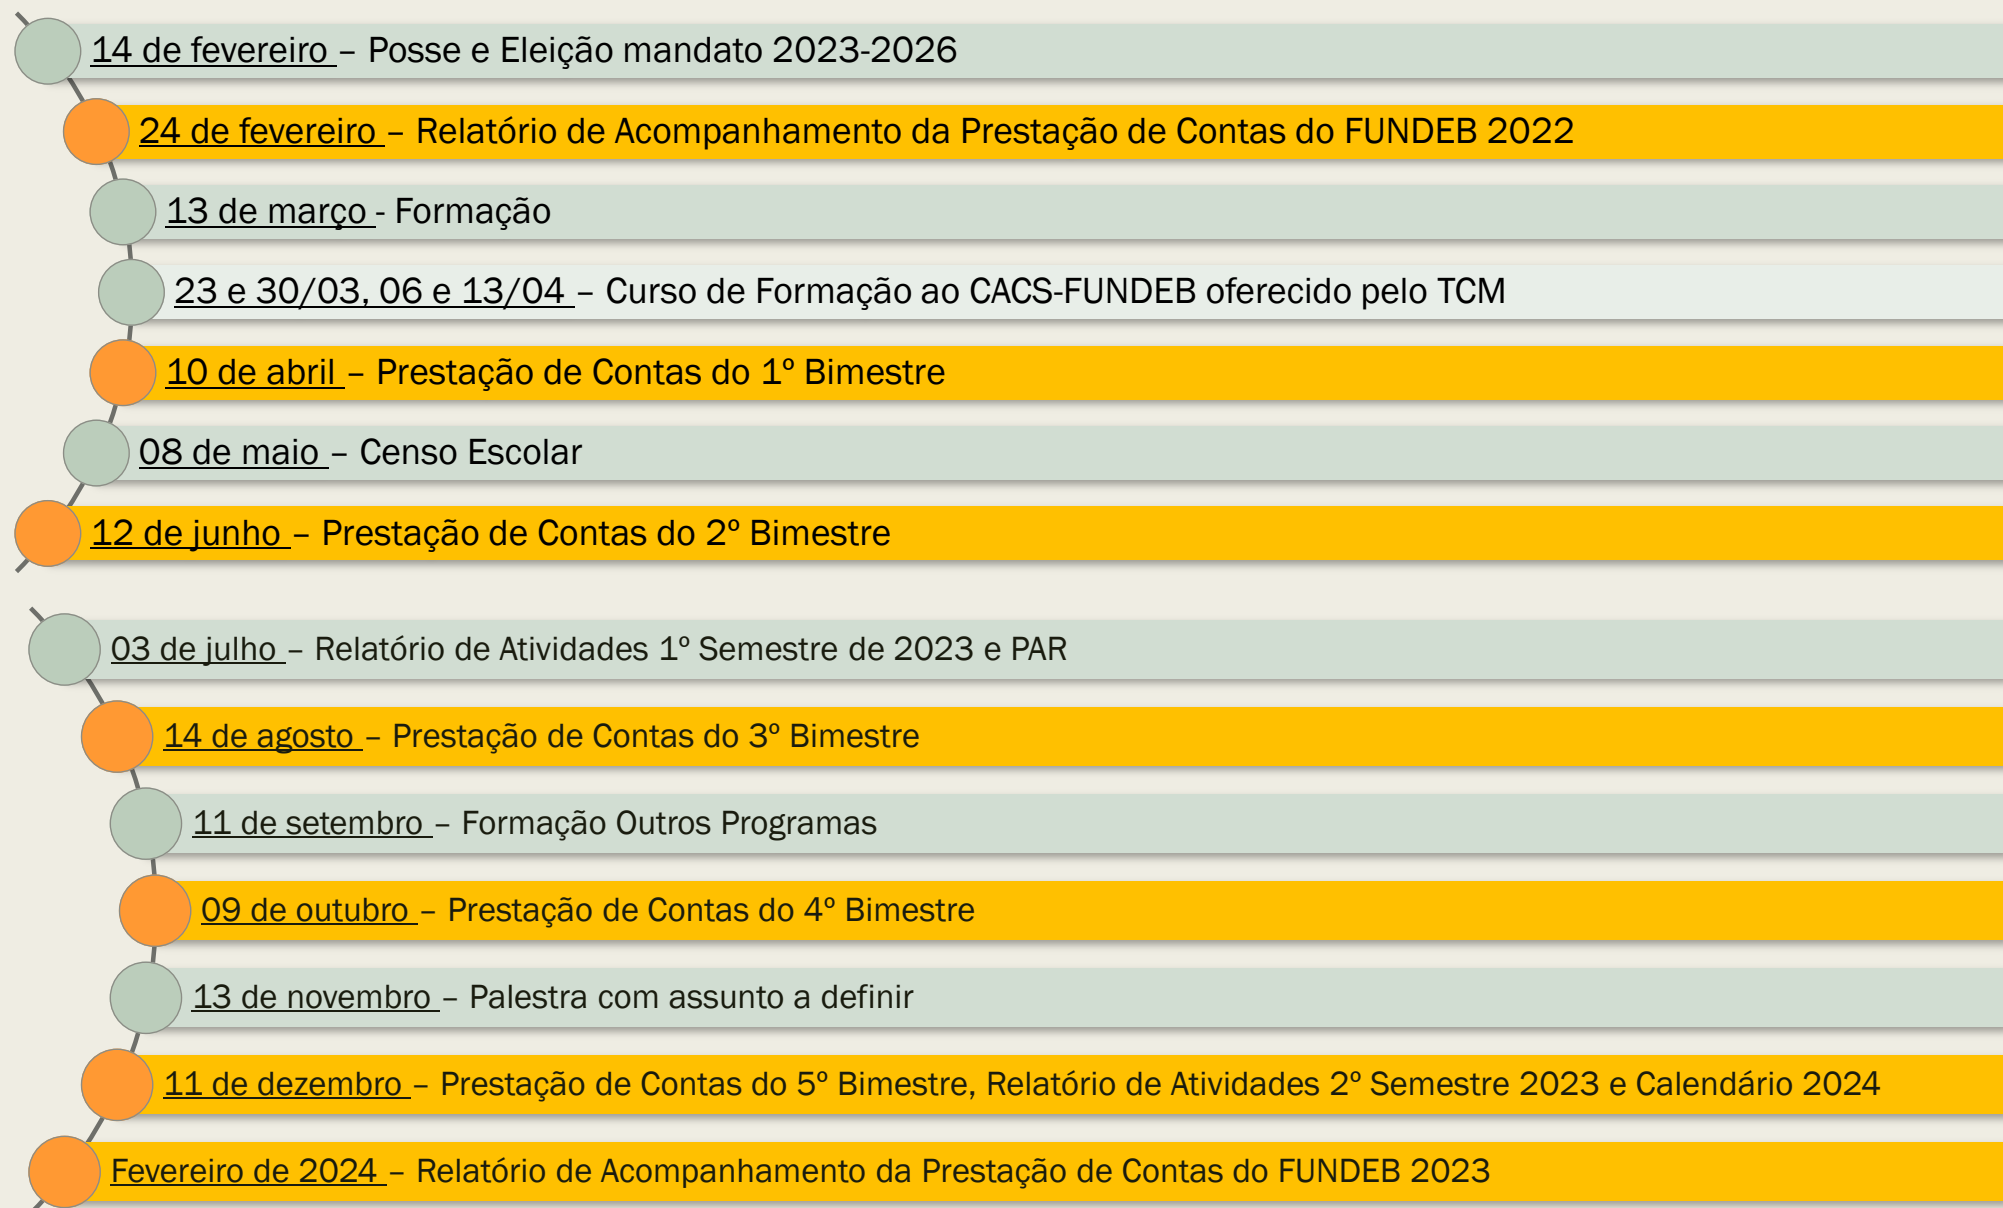 14 de fevereiro – Posse e Eleição mandato 2023-2026
24 de fevereiro – Relatório de Acompanhamento da Prestação de Contas do FUNDEB 2022
13 de março - Formação
23 e 30/03, 06 e 13/04 – Curso de Formação ao CACS-FUNDEB oferecido pelo TCM
10 de abril – Prestação de Contas do 1º Bimestre
08 de maio – Censo Escolar
12 de junho – Prestação de Contas do 2º Bimestre
03 de julho – Relatório de Atividades 1º Semestre de 2023 e PAR
14 de agosto – Prestação de Contas do 3º Bimestre
11 de setembro – Formação Outros Programas
09 de outubro – Prestação de Contas do 4º Bimestre
13 de novembro – Palestra com assunto a definir
11 de dezembro – Prestação de Contas do 5º Bimestre, Relatório de Atividades 2º Semestre 2023 e Calendário 2024
Fevereiro de 2024 – Relatório de Acompanhamento da Prestação de Contas do FUNDEB 2023